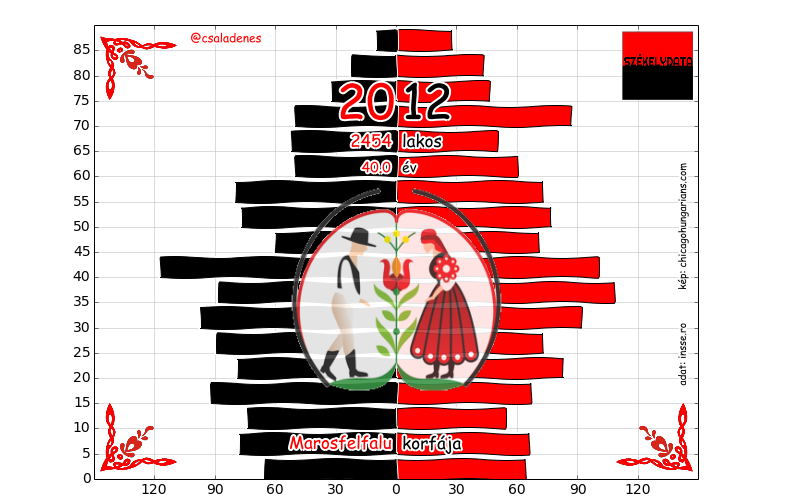 @csaladenes
SZÉKELYDATA
2012
2454 lakos
40.0 év
Marosfelfalu korfája
kép: chicagohungarians.com
adat: insse.ro
85
80
75
70
65
60
55
50
45
40
35
30
25
20
15
10
5
0
120 90 60 30 0 30 60 90 120